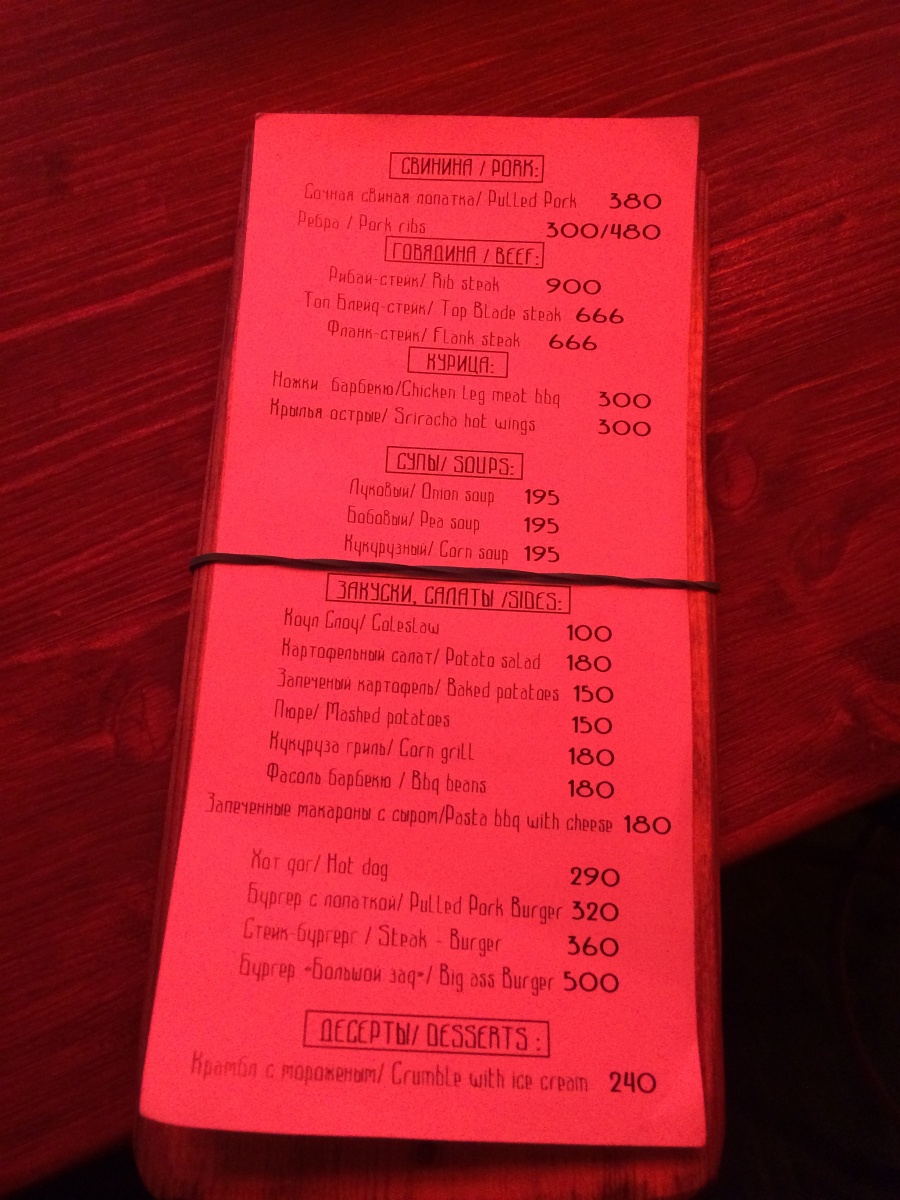 СВИНИНА / PORK:
Сочная свиная лопатка/ Pulled Pork 380
Ребра / Pork ribs 300/480
ГОВЯДИНА / BEEF:
Рибай-стейк/ Rib steak 900
Топ Блейд-стейк/ Top Blade steak 666
Фланк-стейк/ Flank steak 666
КУРИЦА:
Ножки барбекю/Chicken Leg meat bbq 300
Крылья острые/ Sriracha hot wings 300
СУПЫ/ SOUPS:
Луковый/ Onion soup 195
Бобовый/ Pea soup 195
Кукурузный/ Corn soup 195
ЗАКУСКИ, САЛАТЫ /SIDES:
Коул Слоу/ Coleslaw 100
Картофельный салат/ Potato salad 180
Запеченый картофель/ Baked potatoes 150
Пюре/ Mashed potatoes 150
Кукуруза гриль/ Corn grill 180
Фасоль барбекю / Bbq beans 180
Запеченные макароны с сыром/Pasta bbq with cheese 180
Хот дог/ Hot dog 290
Бургер с лопаткой/ Pulled Pork Burger 320
Стейк-бургерг / Steak - Burger 360
Бургер «Большой зад»/ Big ass Burger 500
ДЕСЕРТЫ/ DESSERTS :
Крамбл с мороженым/ Crumble with ice cream 240